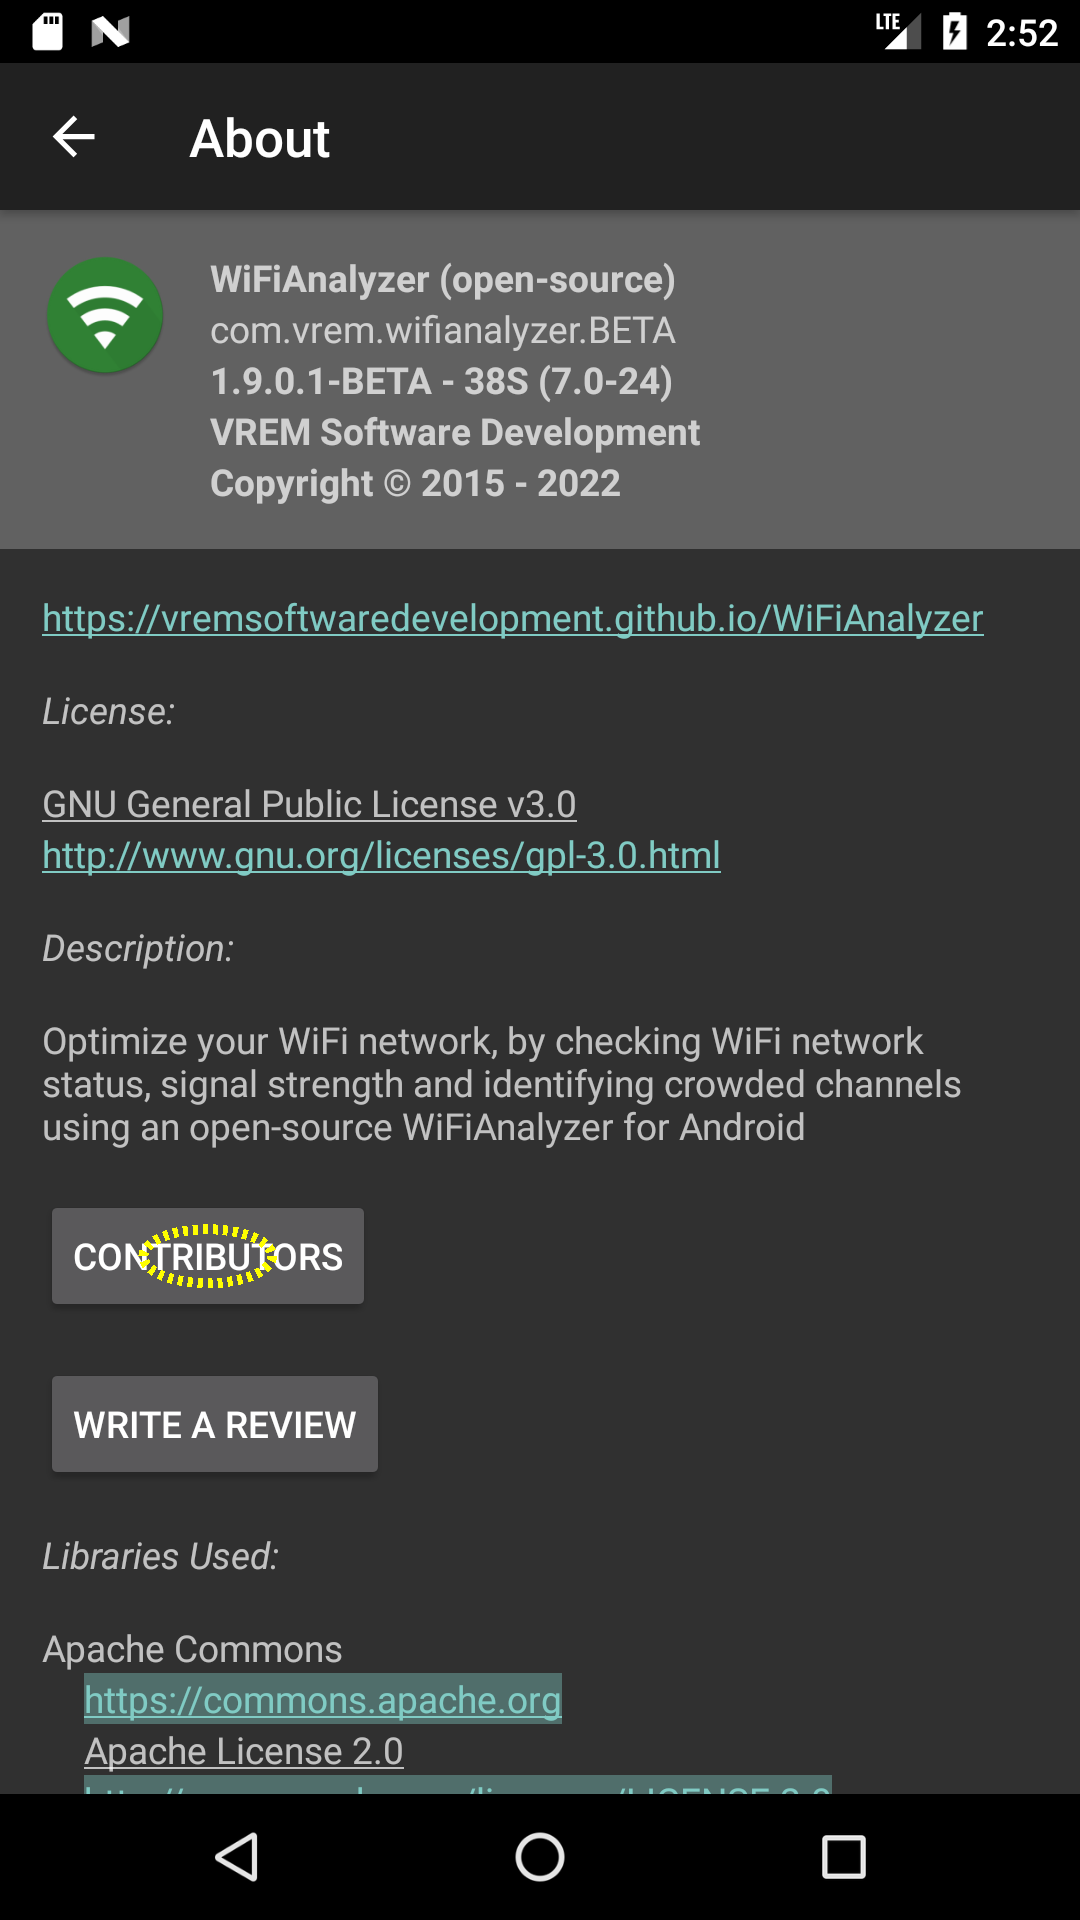 LTE 2:52
About
WiFiAnalyzer (open-source)
com.vrem.wifianalyzer.BETA
1.9.0.1-BETA - 38S (7.0-24)
VREM Software Development
Copyright © 2015 - 2022
https://vremsoftwaredevelopment.github.io/WiFiAnalyzer
License:
GNU General Public License v3.0
http://www.gnu.org/licenses/gpl-3.0.html
Description:
Optimize your WiFi network, by checking WiFi network
status, signal strength and identifying crowded channels
using an open-source WiFiAnalyzer for Android
CONTRIBUTORS
WRITE A REVIEW
Libraries Used:
Apache Commons
https://commons.apache.org
Apache License 2.0